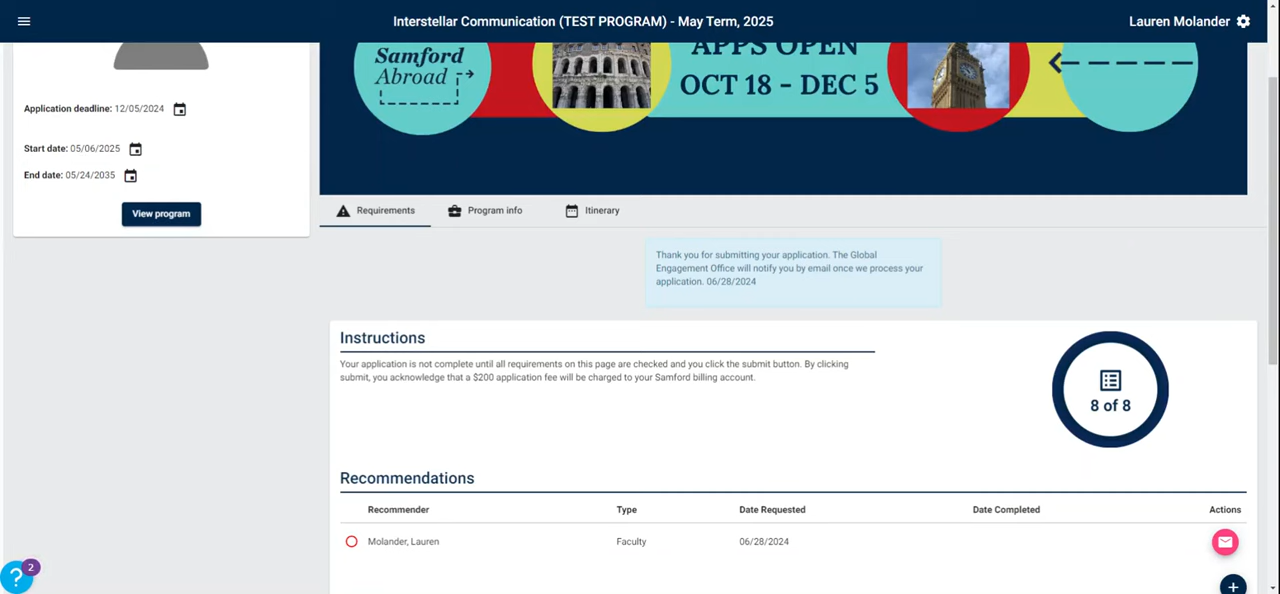 Interstellar Communication (TEST PROGRAM) - May Term, 2025
Lauren Molander
Samford
Abroad
APPS OPEN
OCT 18 - DEC 5
Application deadline: 12/05/2024
Start date: 05/06/2025
End date: 05/24/2035
View program
Requirements
Program info
Itinerary
Thank you for submitting your application. The Global
Engagement Office will notify you by email once we process your
application. 06/28/2024
Instructions
Your application is not complete until all requirements on this page are checked and you click the submit button. By clicking
submit, you acknowledge that a $200 application fee will be charged to your Samford billing account.
8 of 8
Recommendations
Recommender Type Date Requested Date Completed Actions
Molander, Lauren Faculty 06/28/2024
?
2
+